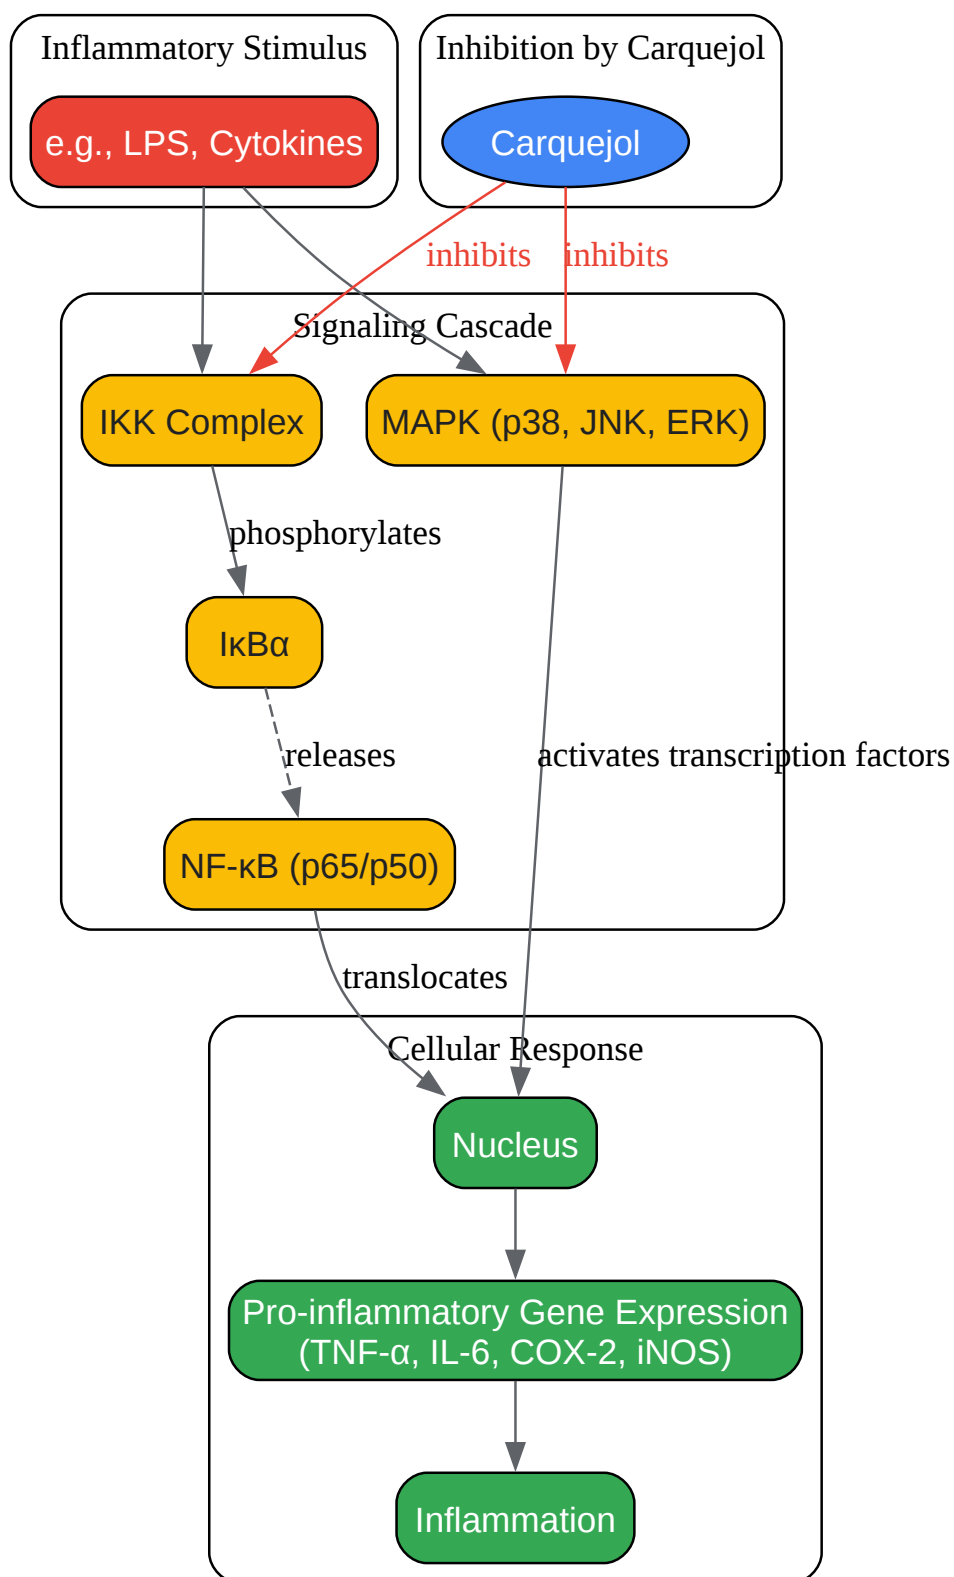 Inflammatory Stimulus
Inhibition by Carquejol
e.g., LPS, Cytokines
Carquejol
inhibits
inhibits
Signaling Cascade
IKK Complex
MAPK (p38, JNK, ERK)
phosphorylates
IκBα
releases
activates transcription factors
NF-κB (p65/p50)
translocates
Cellular Response
Nucleus
Pro-inflammatory Gene Expression
(TNF-α, IL-6, COX-2, iNOS)
Inflammation